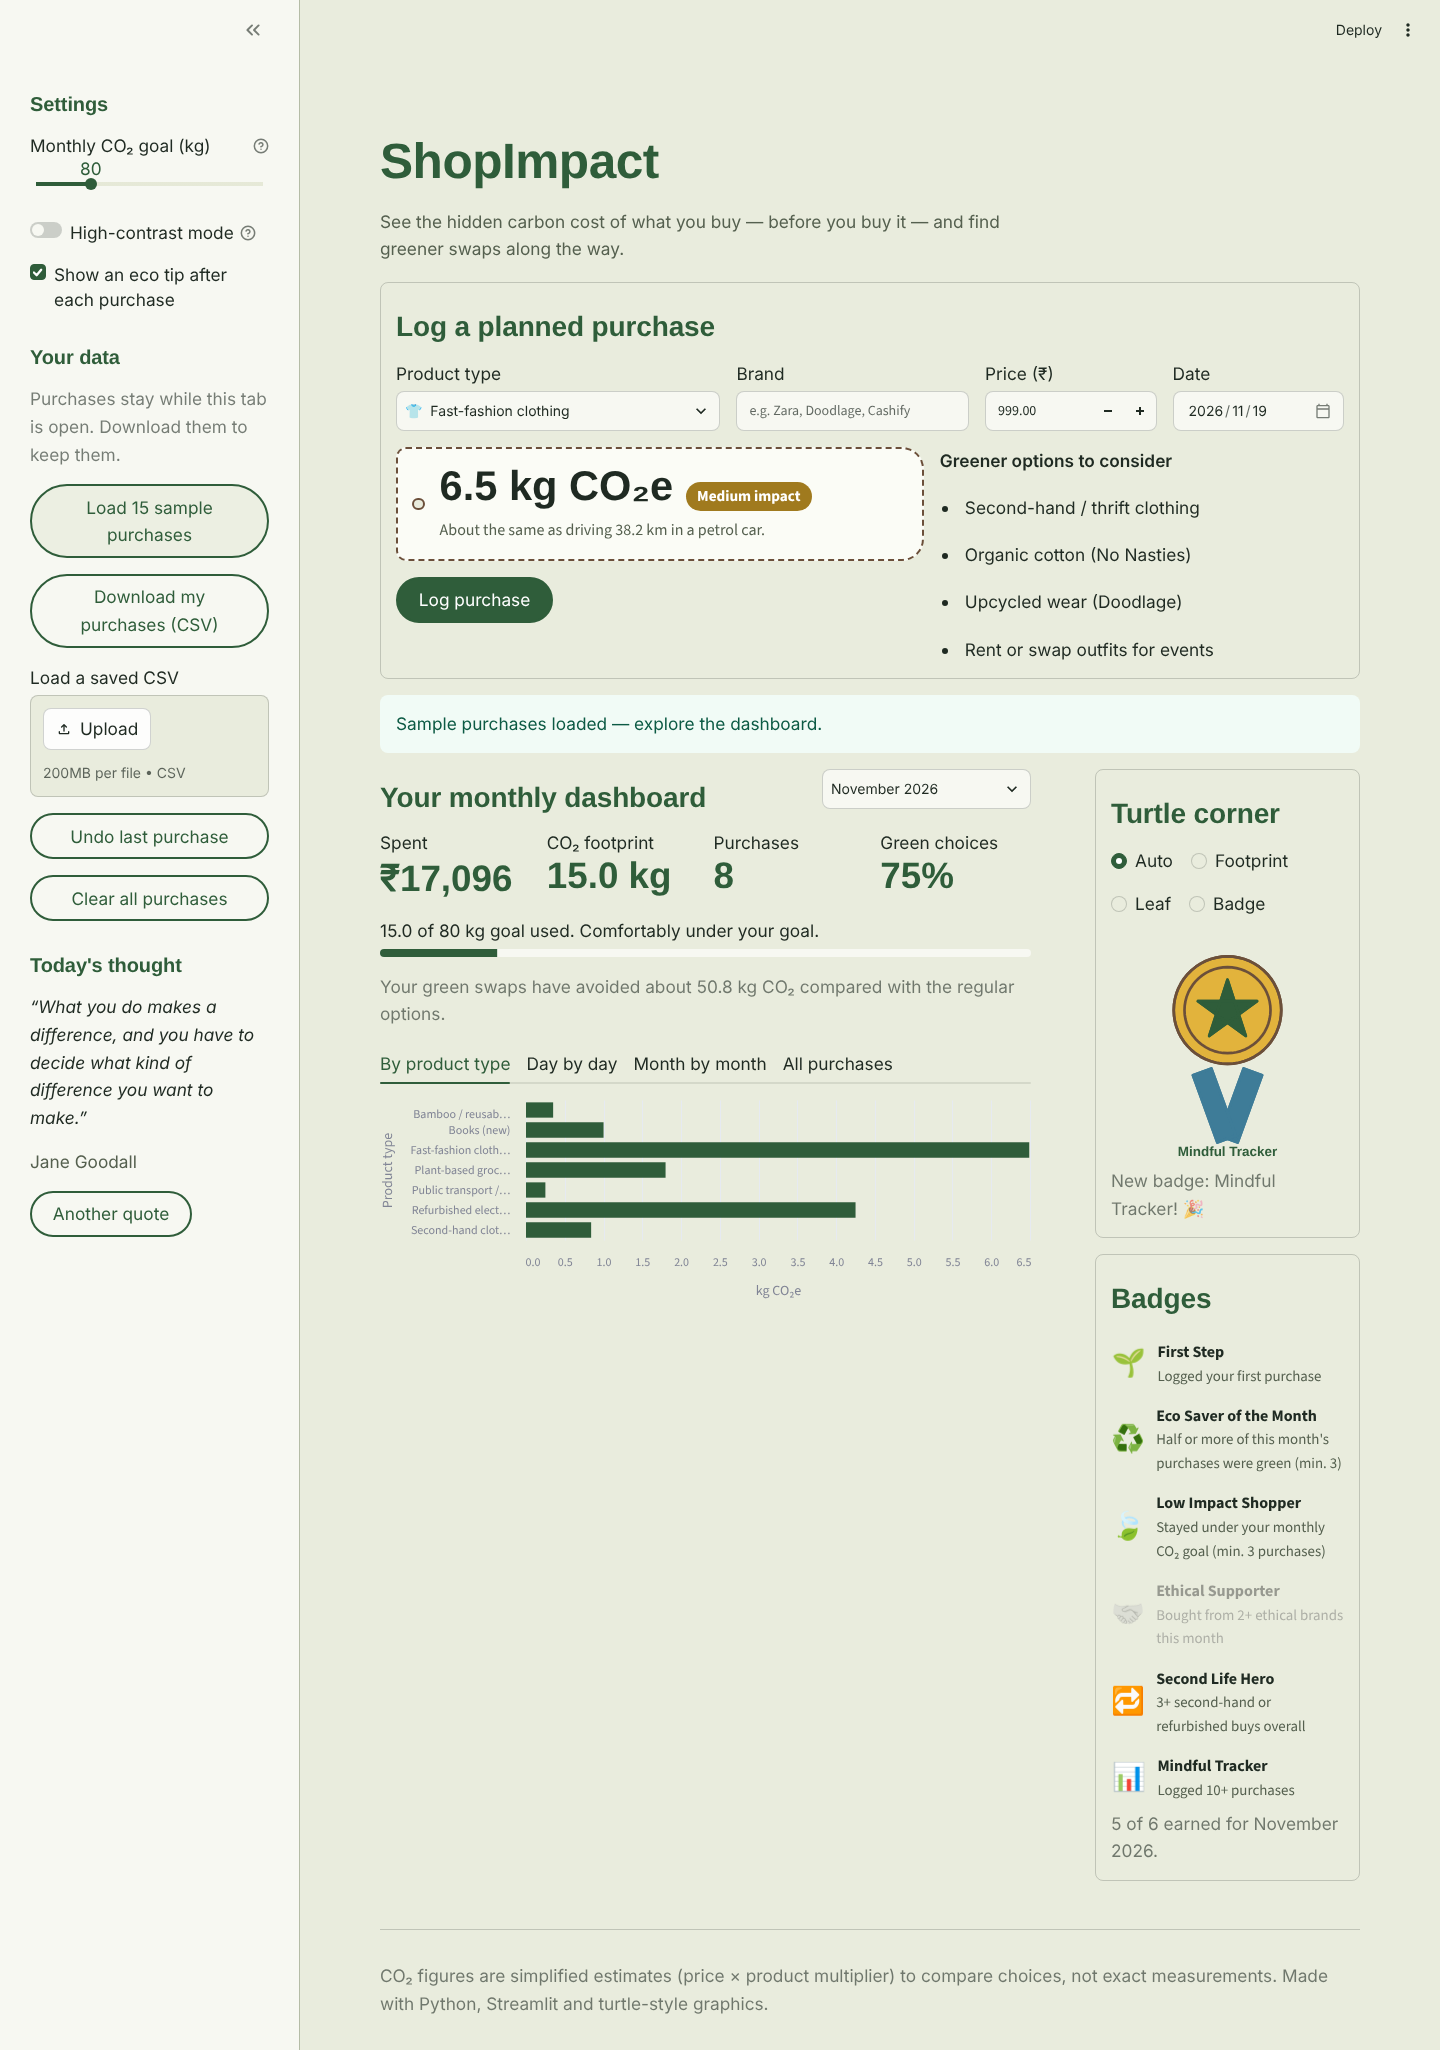 Deploy
Settings
Monthly CO₂ goal (kg)
80
High-contrast mode
Show an eco tip after
each purchase
Your data
Purchases stay while this tab
is open. Download them to
keep them.
Load 15 sample
purchases
Download my
purchases (CSV)
Load a saved CSV
Upload
200MB per file • CSV
Undo last purchase
Clear all purchases
Today's thought
“What you do makes a
difference, and you have to
decide what kind of
difference you want to
make.”
Jane Goodall
Another quote
ShopImpact
See the hidden carbon cost of what you buy — before you buy it — and find
greener swaps along the way.
Log a planned purchase
Product type
Brand
Price (₹)
Date
Fast-fashion clothing
e.g. Zara, Doodlage, Cashify
999.00
2026/11/19
6.5 kg CO₂e
Medium impact
About the same as driving 38.2 km in a petrol car.
Log purchase
Greener options to consider
• Second-hand / thrift clothing
• Organic cotton (No Nasties)
• Upcycled wear (Doodlage)
• Rent or swap outfits for events
Sample purchases loaded — explore the dashboard.
Your monthly dashboard
November 2026
Spent
CO₂ footprint
Purchases
Green choices
₹17,096
15.0 kg
8
75%
15.0 of 80 kg goal used. Comfortably under your goal.
Your green swaps have avoided about 50.8 kg CO₂ compared with the regular
options.
By product type
Day by day
Month by month
All purchases
Product type
Bamboo / reusab…
Books (new)
Fast-fashion cloth…
Plant-based groc…
Public transport /…
Refurbished elect…
Second-hand clot…
0.0 0.5 1.0 1.5 2.0 2.5 3.0 3.5 4.0 4.5 5.0 5.5 6.0 6.5
kg CO₂e
Turtle corner
Auto
Footprint
Leaf
Badge
Mindful Tracker
New badge: Mindful
Tracker! 🎉
Badges
First Step
Logged your first purchase
Eco Saver of the Month
Half or more of this month's
purchases were green (min. 3)
Low Impact Shopper
Stayed under your monthly
CO₂ goal (min. 3 purchases)
Ethical Supporter
Bought from 2+ ethical brands
this month
Second Life Hero
3+ second-hand or
refurbished buys overall
Mindful Tracker
Logged 10+ purchases
5 of 6 earned for November
2026.
CO₂ figures are simplified estimates (price × product multiplier) to compare choices, not exact measurements. Made
with Python, Streamlit and turtle-style graphics.